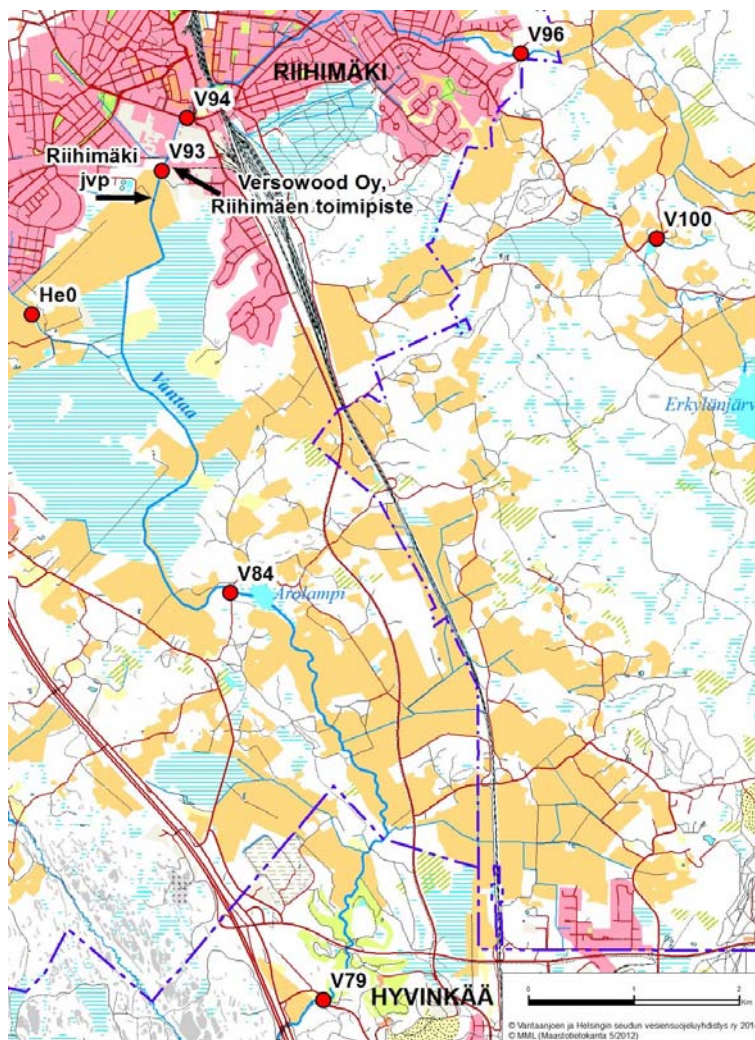 V96
RIIHIMÄKI
V94
Riihimäki
jvp
V93
Versowood Oy,
Riihimäen toimipiste
V100
He0
Vantaa
Erkylänjärv
V84
Arolampi
V79
HYVINKÄÄ
0 1 2
Km
© Vantaanjoen ja Helsingin seudun vesiensuojeluyhdistys ry 201
© MML (Maastotietokanta 5/2012)